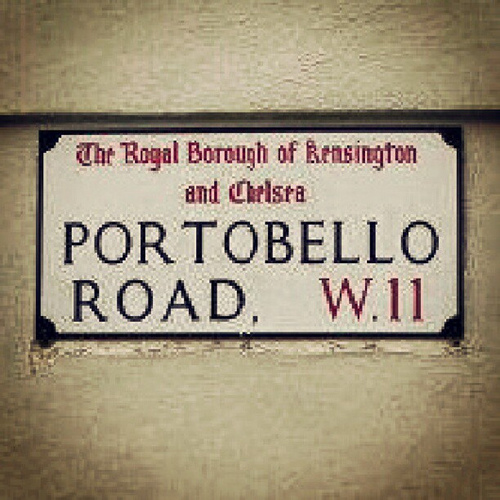 The Royal Borough of Kensington
and Chelsea
PORTOBELLO
ROAD, W.11